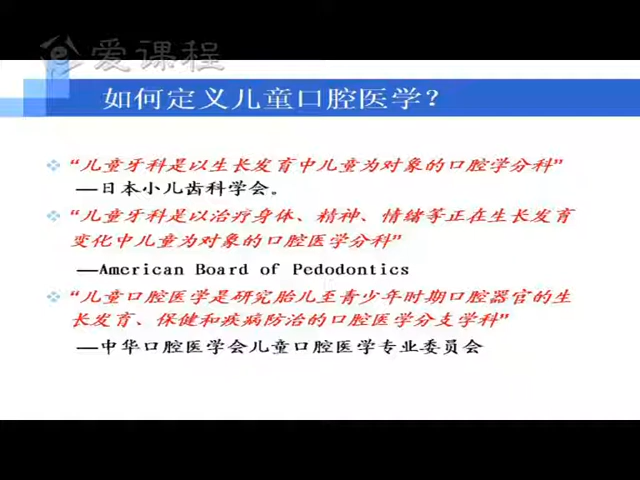 爱课程
如何定义儿童口腔医学?
“儿童牙科是以生长发育中儿童为对象的口腔学分科”
—日本小儿齿科学会。
“儿童牙科是以治疗身体、精神、情绪等正在生长发育
变化中儿童为对象的口腔医学分科”
—American Board of Pedodontics
“儿童口腔医学是研究胎儿至青少年时期口腔器官的生
长发育、保健和疾病防治的口腔医学分支学科”
—中华口腔医学会儿童口腔医学专业委员会